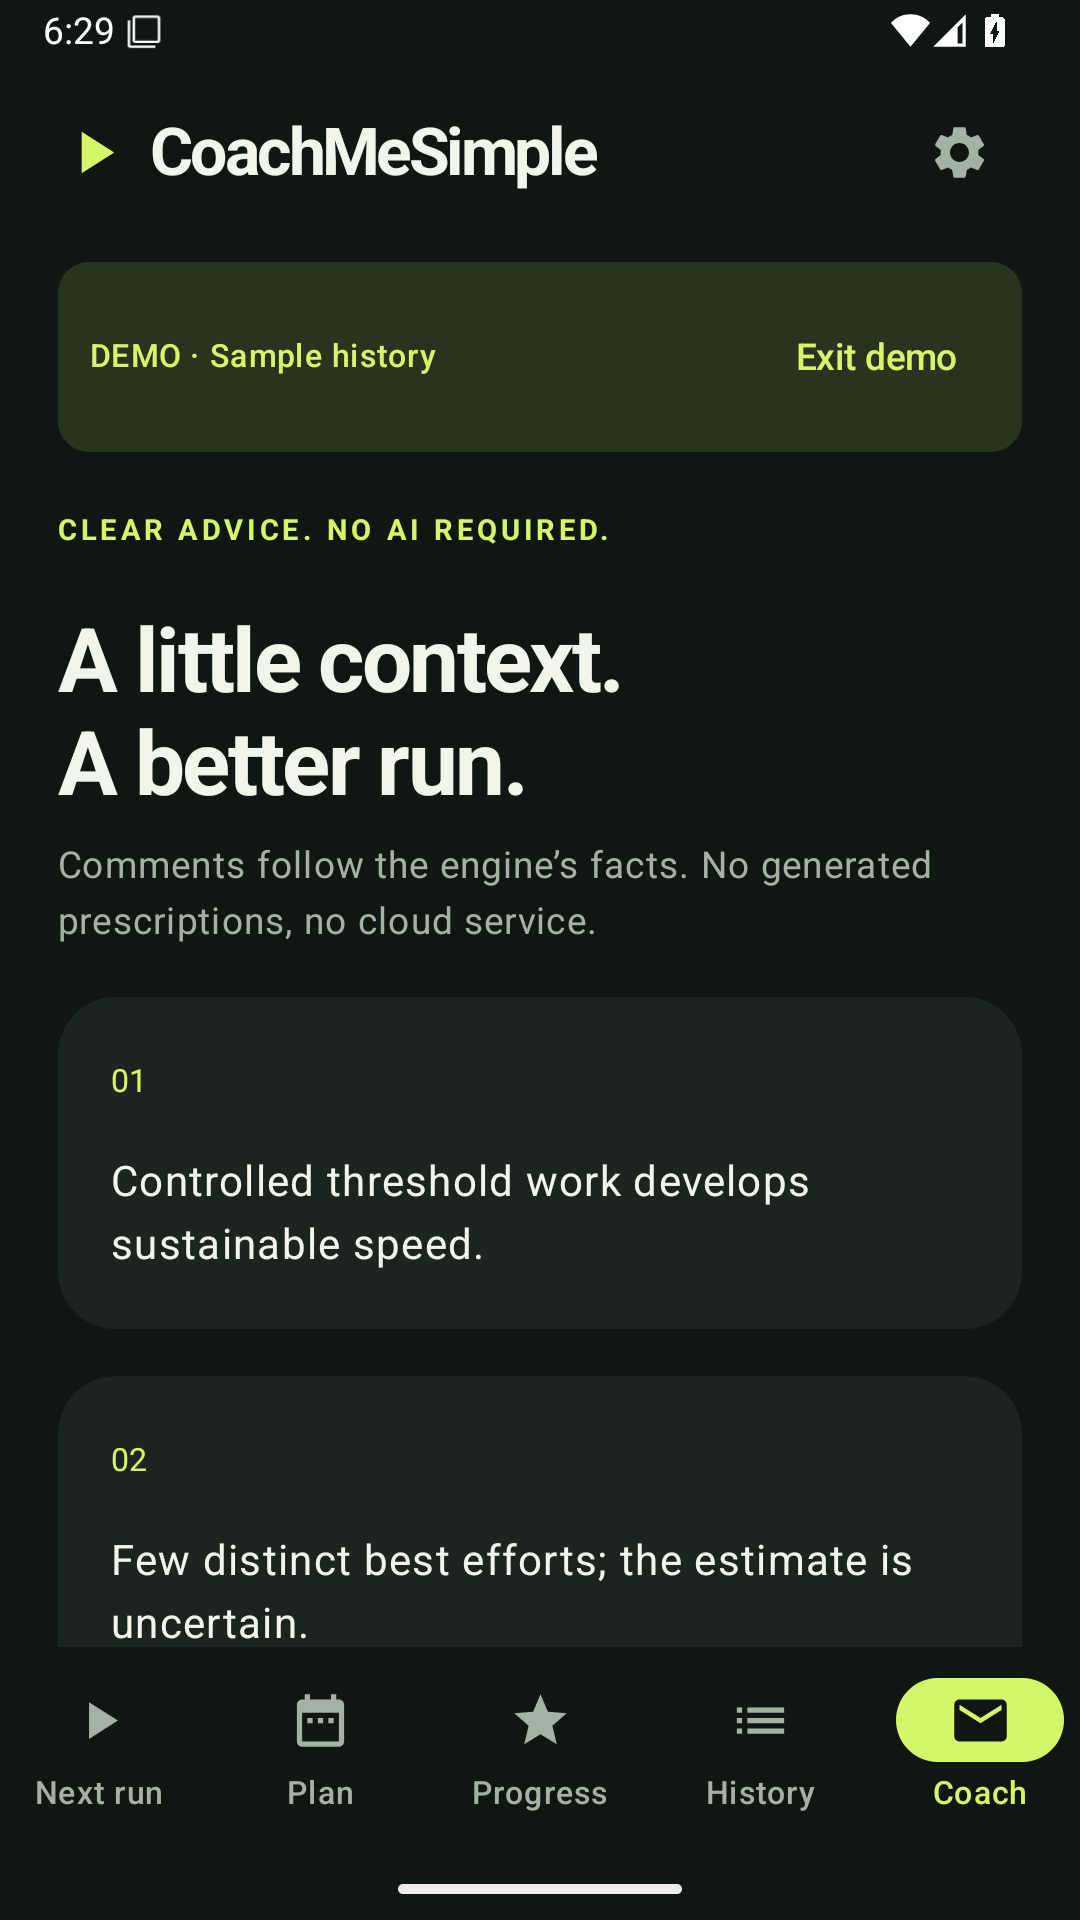 6:29
CoachMeSimple
DEMO · Sample history
Exit demo
CLEAR ADVICE. NO AI REQUIRED.
A little context.
A better run.
Comments follow the engine’s facts. No generated
prescriptions, no cloud service.
01
Controlled threshold work develops
sustainable speed.
02
Few distinct best efforts; the estimate is
uncertain.
Next run
Plan
Progress
History
Coach